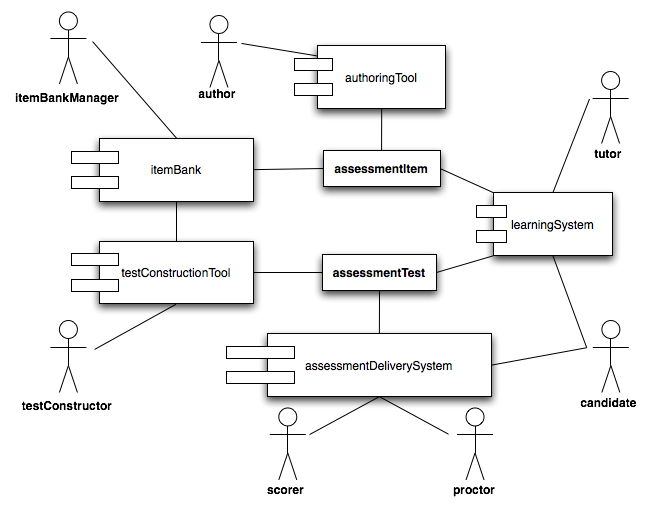 authoringTool
author
itemBankManager
tutor
itemBank
assessmentItem
learningSystem
testConstructionTool
assessmentTest
assessmentDeliverySystem
testConstructor
candidate
scorer
proctor